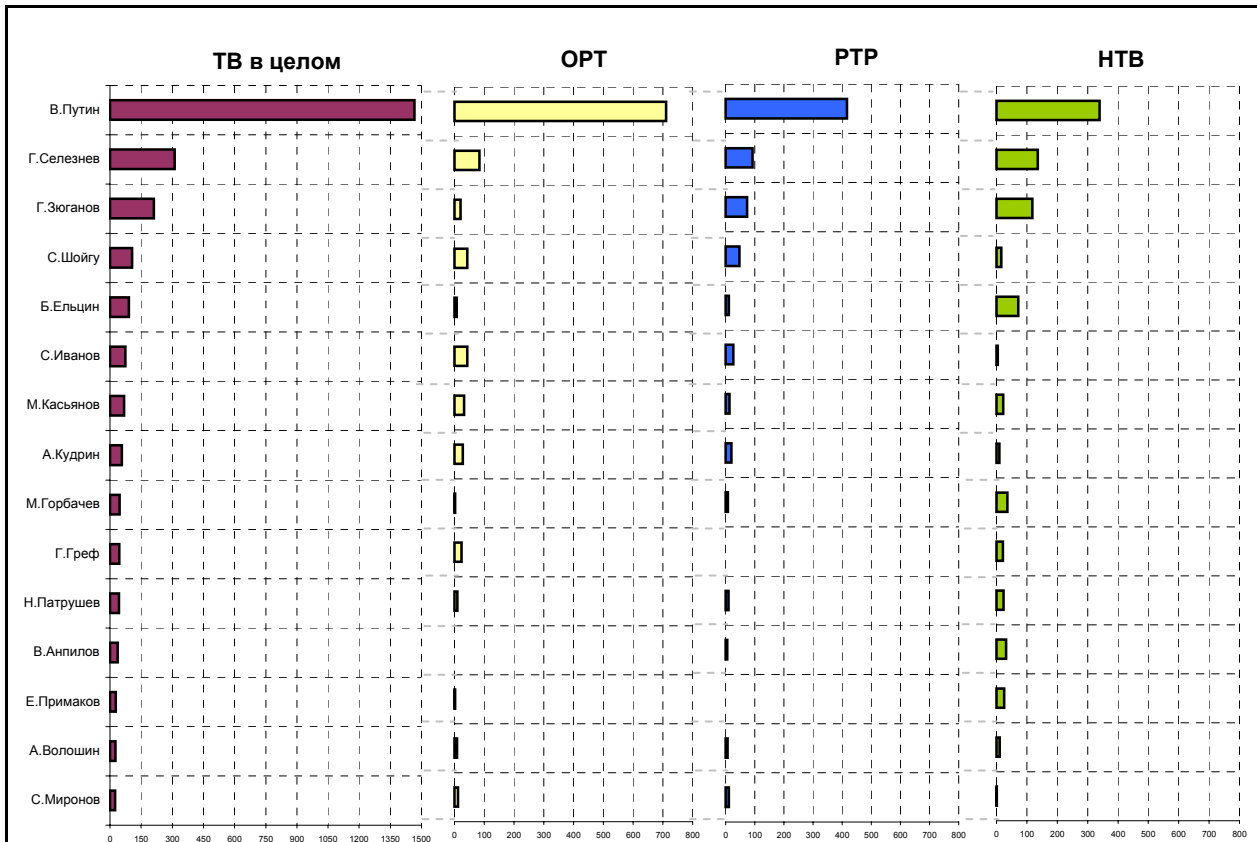 ТВ в целом
ОРТ
РТР
НТВ
В.Путин
Г.Селезнев
Г.Зюганов
С.Шойгу
Б.Ельцин
С.Иванов
М.Касьянов
А.Кудрин
М.Горбачев
Г.Греф
Н.Патрушев
В.Анпилов
Е.Примаков
А.Волошин
С.Миронов
0 150 300 450 600 750 900 1050 1200 1350 1500
0 100 200 300 400 500 600 700 800
0 100 200 300 400 500 600 700 800
0 100 200 300 400 500 600 700 800